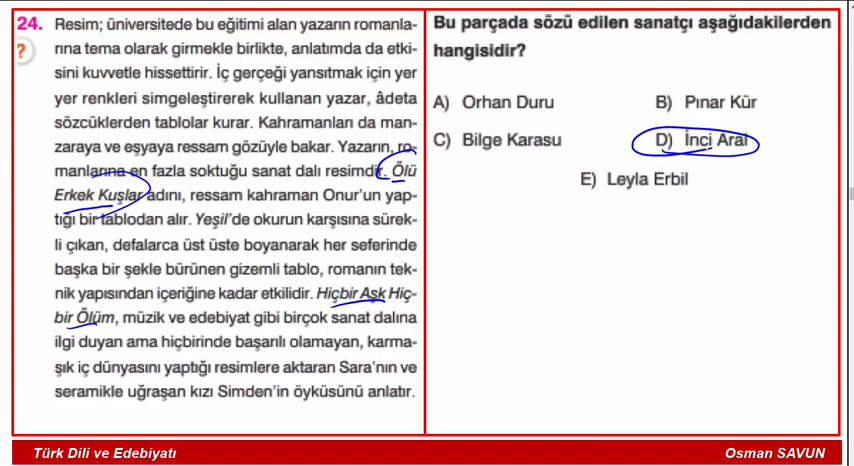 24. Resim; üniversitede bu eğitimi alan yazarın romanla-
? rına tema olarak girmekle birlikte, anlatımda da etki-
sini kuvvetle hissettirir. İç gerçeği yansıtmak için yer
yer renkleri simgeleştirerek kullanan yazar, âdeta
sözcüklerden tablolar kurar. Kahramanları da man-
zaraya ve eşyaya ressam gözüyle bakar. Yazarın, ro-
manlarına en fazla soktuğu sanat dalı resimdir. Ölü
Erkek Kuşlar adını, ressam kahraman Onur'un yap-
tığı bir tablodan alır. Yeşil'de okurun karşısına sürek-
li çıkan, defalarca üst üste boyanarak her seferinde
başka bir şekle bürünen gizemli tablo, romanın tek-
nik yapısından içeriğine kadar etkilidir. Hiçbir Aşk Hiç-
bir Ölüm, müzik ve edebiyat gibi birçok sanat dalına
ilgi duyan ama hiçbirinde başarılı olamayan, karma-
şık iç dünyasını yaptığı resimlere aktaran Sara'nın ve
seramikle uğraşan kızı Simden'in öyküsünü anlatır.
Bu parçada sözü edilen sanatçı aşağıdakilerden
hangisidir?
A) Orhan Duru
B) Pınar Kür
C) Bilge Karasu
D) İnci Aral
E) Leyla Erbil
Türk Dili ve Edebiyatı
Osman SAVUN